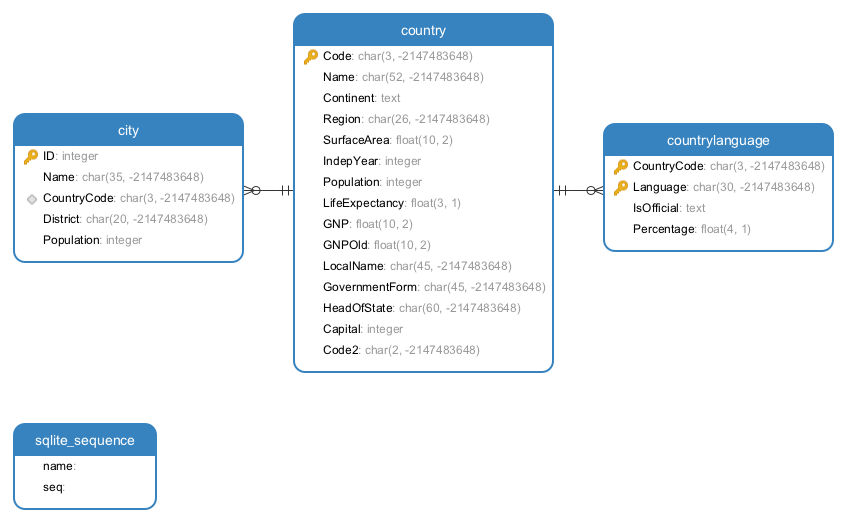 country
Code: char(3, -2147483648)
Name: char(52, -2147483648)
Continent: text
Region: char(26, -2147483648)
SurfaceArea: float(10, 2)
IndepYear: integer
Population: integer
LifeExpectancy: float(3, 1)
GNP: float(10, 2)
GNPOld: float(10, 2)
LocalName: char(45, -2147483648)
GovernmentForm: char(45, -2147483648)
HeadOfState: char(60, -2147483648)
Capital: integer
Code2: char(2, -2147483648)
city
ID: integer
Name: char(35, -2147483648)
CountryCode: char(3, -2147483648)
District: char(20, -2147483648)
Population: integer
countrylanguage
CountryCode: char(3, -2147483648)
Language: char(30, -2147483648)
IsOfficial: text
Percentage: float(4, 1)
sqlite_sequence
name:
seq: